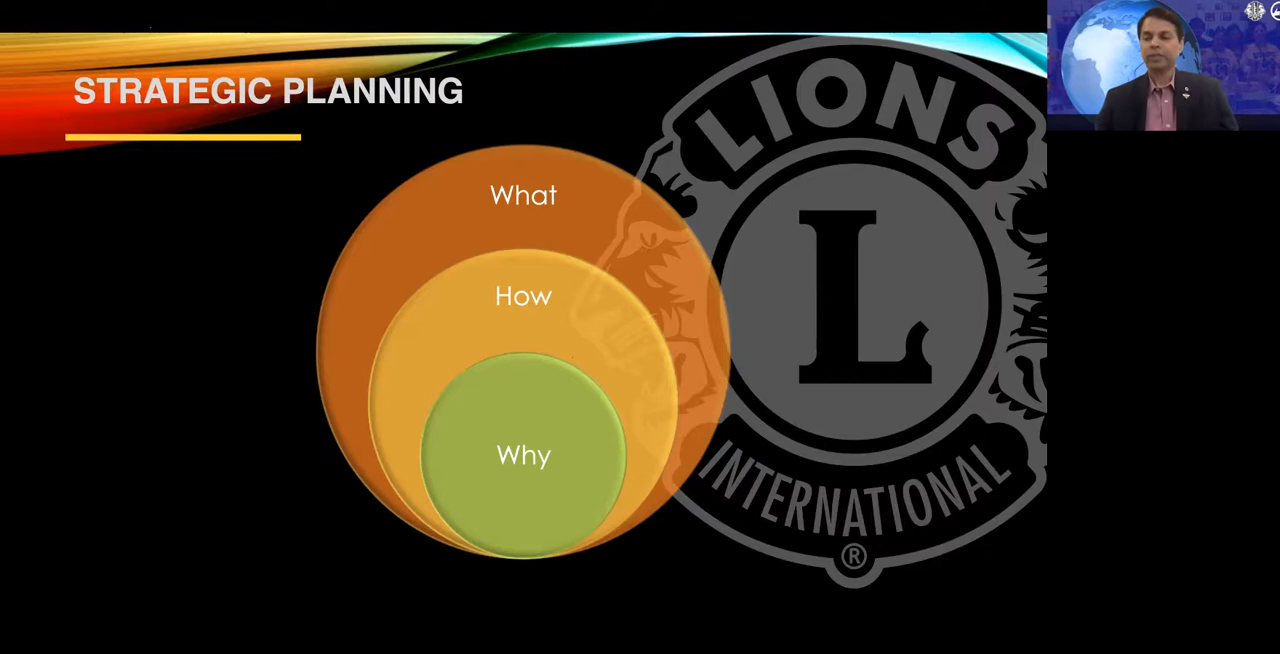 STRATEGIC PLANNING
What
How
Why
LIONS
L
INTERNATIONAL
®